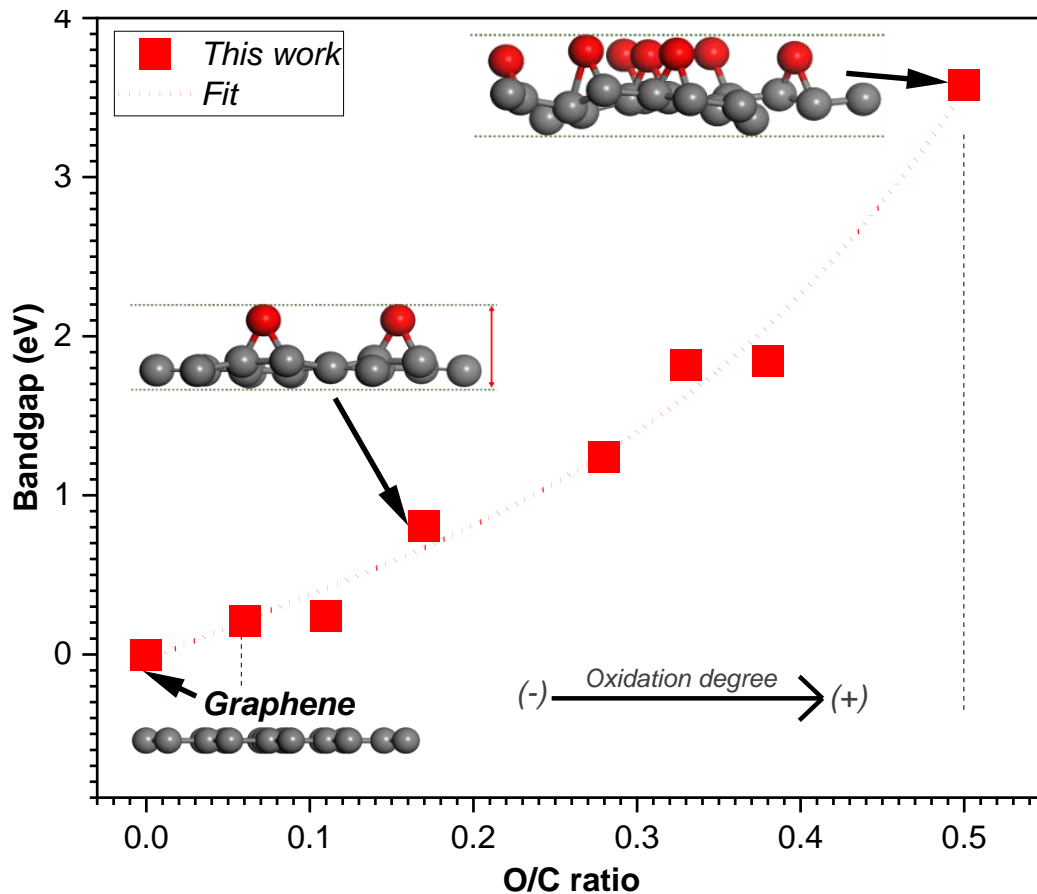 This work
Fit
4
3
2
1
0
Bandgap (eV)
Graphene
Oxidation degree
(-)
(+)
0.0
0.1
0.2
0.3
0.4
0.5
O/C ratio